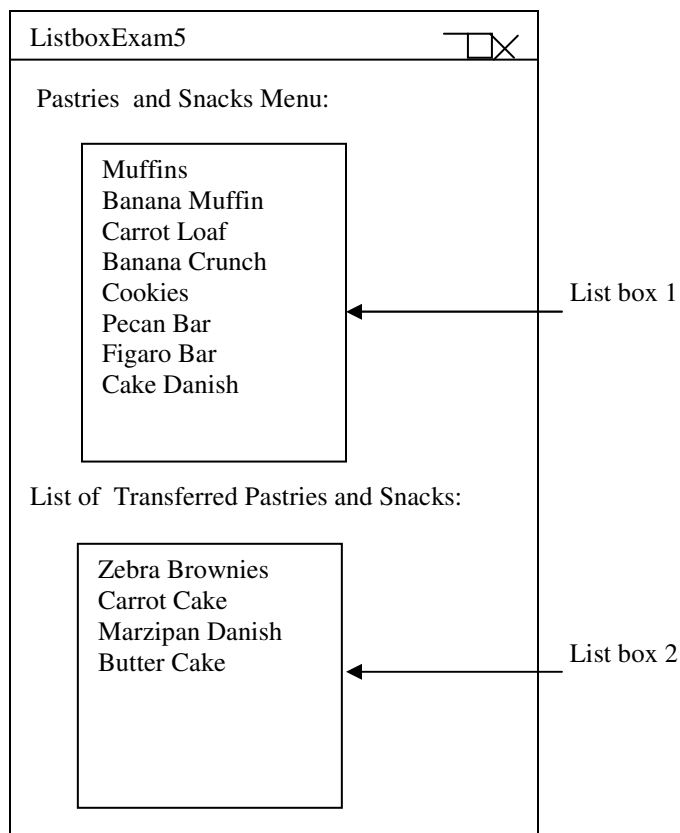 ListboxExam5
Pastries and Snacks Menu:
Muffins
Banana Muffin
Carrot Loaf
Banana Crunch
Cookies
Pecan Bar
Figaro Bar
Cake Danish
List box 1
List of Transferred Pastries and Snacks:
Zebra Brownies
Carrot Cake
Marzipan Danish
Butter Cake
List box 2